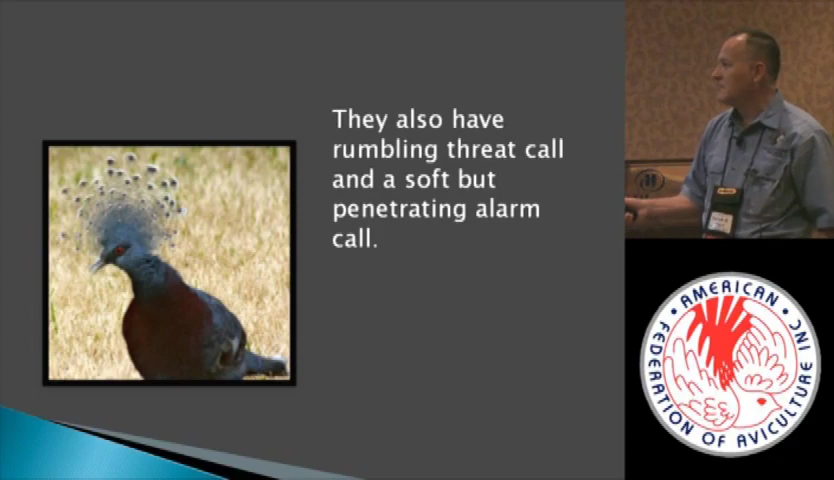 They also have
rumbling threat call
and a soft but
penetrating alarm
call.
• AMERICAN •
FEDERATION OF AVICULTURE
INC